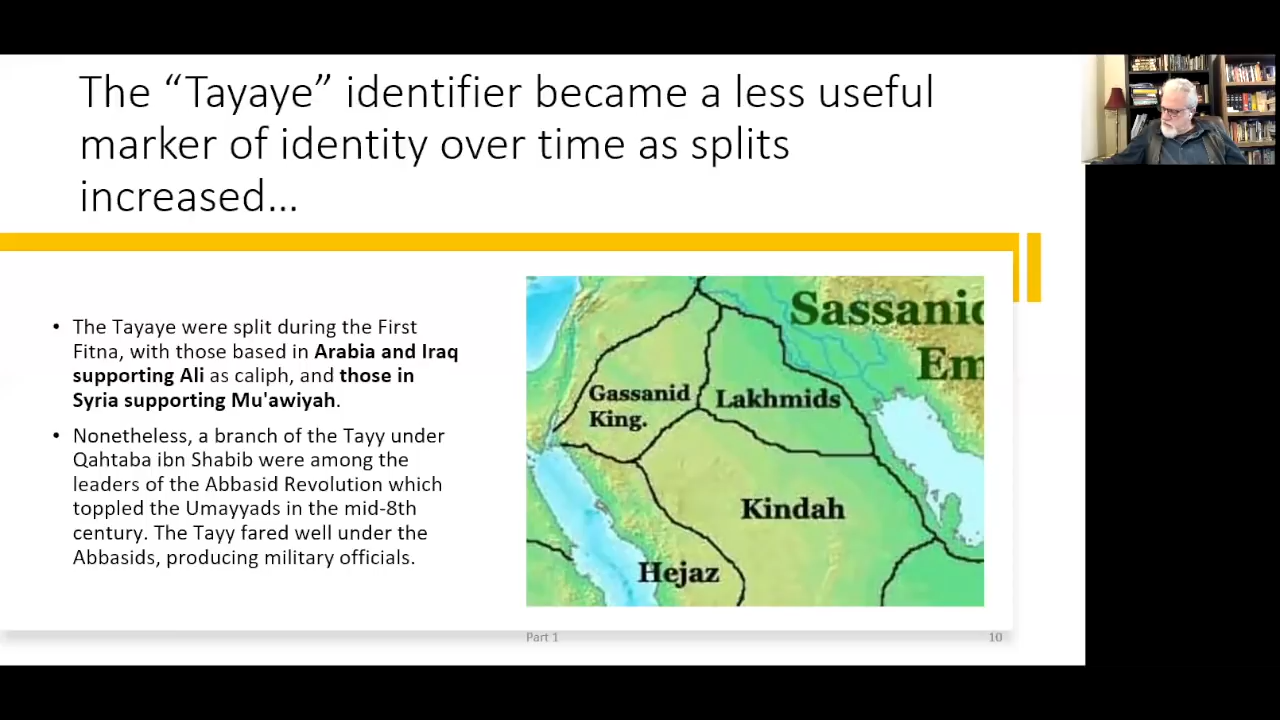 The “Tayaye” identifier became a less useful
marker of identity over time as splits
increased...
• The Tayaye were split during the First
Fitna, with those based in Arabia and Iraq
supporting Ali as caliph, and those in
Syria supporting Mu'awiyah.
• Nonetheless, a branch of the Tayy under
Qahtaba ibn Shabib were among the
leaders of the Abbasid Revolution which
toppled the Umayyads in the mid-8th
century. The Tayy fared well under the
Abbasids, producing military officials.
Sassanid
Em
Gassanid
King.
Lakhmids
Kindah
Hejaz
Part 1
10